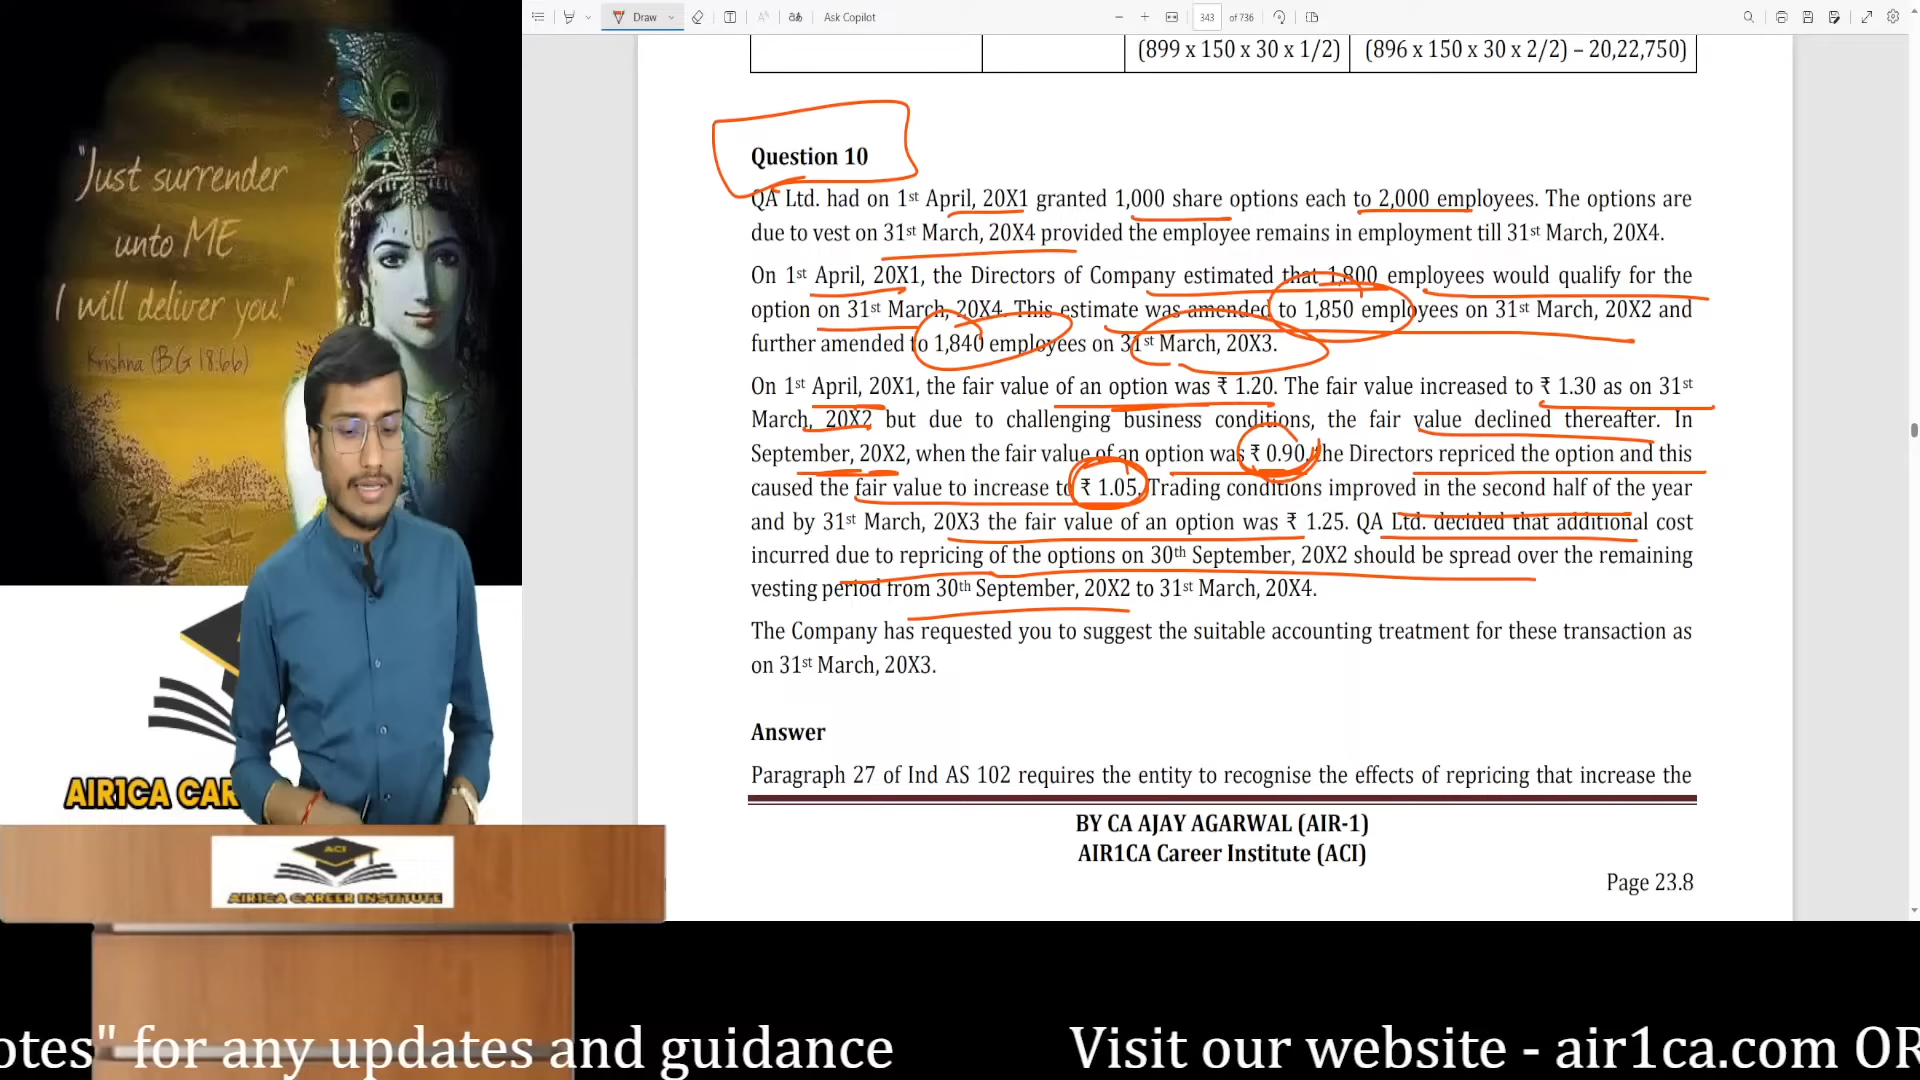 Draw
Ask Copilot
343 of 736
(899 x 150 x 30 x 1/2) (896 x 150 x 30 x 2/2) – 20,22,750)
"Just surrender
unto ME
I will deliver you!"
Krishna (BG 18:66)
Question 10
QA Ltd. had on 1st April, 20X1 granted 1,000 share options each to 2,000 employees. The options are
due to vest on 31st March, 20X4 provided the employee remains in employment till 31st March, 20X4.
On 1st April, 20X1, the Directors of Company estimated that 1,800 employees would qualify for the
option on 31st March, 20X4. This estimate was amended to 1,850 employees on 31st March, 20X2 and
further amended to 1,840 employees on 31st March, 20X3.
On 1st April, 20X1, the fair value of an option was ₹ 1.20. The fair value increased to ₹ 1.30 as on 31st
March, 20X2 but due to challenging business conditions, the fair value declined thereafter. In
September, 20X2, when the fair value of an option was ₹ 0.90, the Directors repriced the option and this
caused the fair value to increase to ₹ 1.05. Trading conditions improved in the second half of the year
and by 31st March, 20X3 the fair value of an option was ₹ 1.25. QA Ltd. decided that additional cost
incurred due to repricing of the options on 30th September, 20X2 should be spread over the remaining
vesting period from 30th September, 20X2 to 31st March, 20X4.
The Company has requested you to suggest the suitable accounting treatment for these transaction as
on 31st March, 20X3.
Answer
Paragraph 27 of Ind AS 102 requires the entity to recognise the effects of repricing that increase the
BY CA AJAY AGARWAL (AIR-1)
AIR1CA Career Institute (ACI)
Page 23.8
AIR1CA CAR
ACI
AIR1CA CAREER INSTITUTE
otes" for any updates and guidance Visit our website - air1ca.com OR